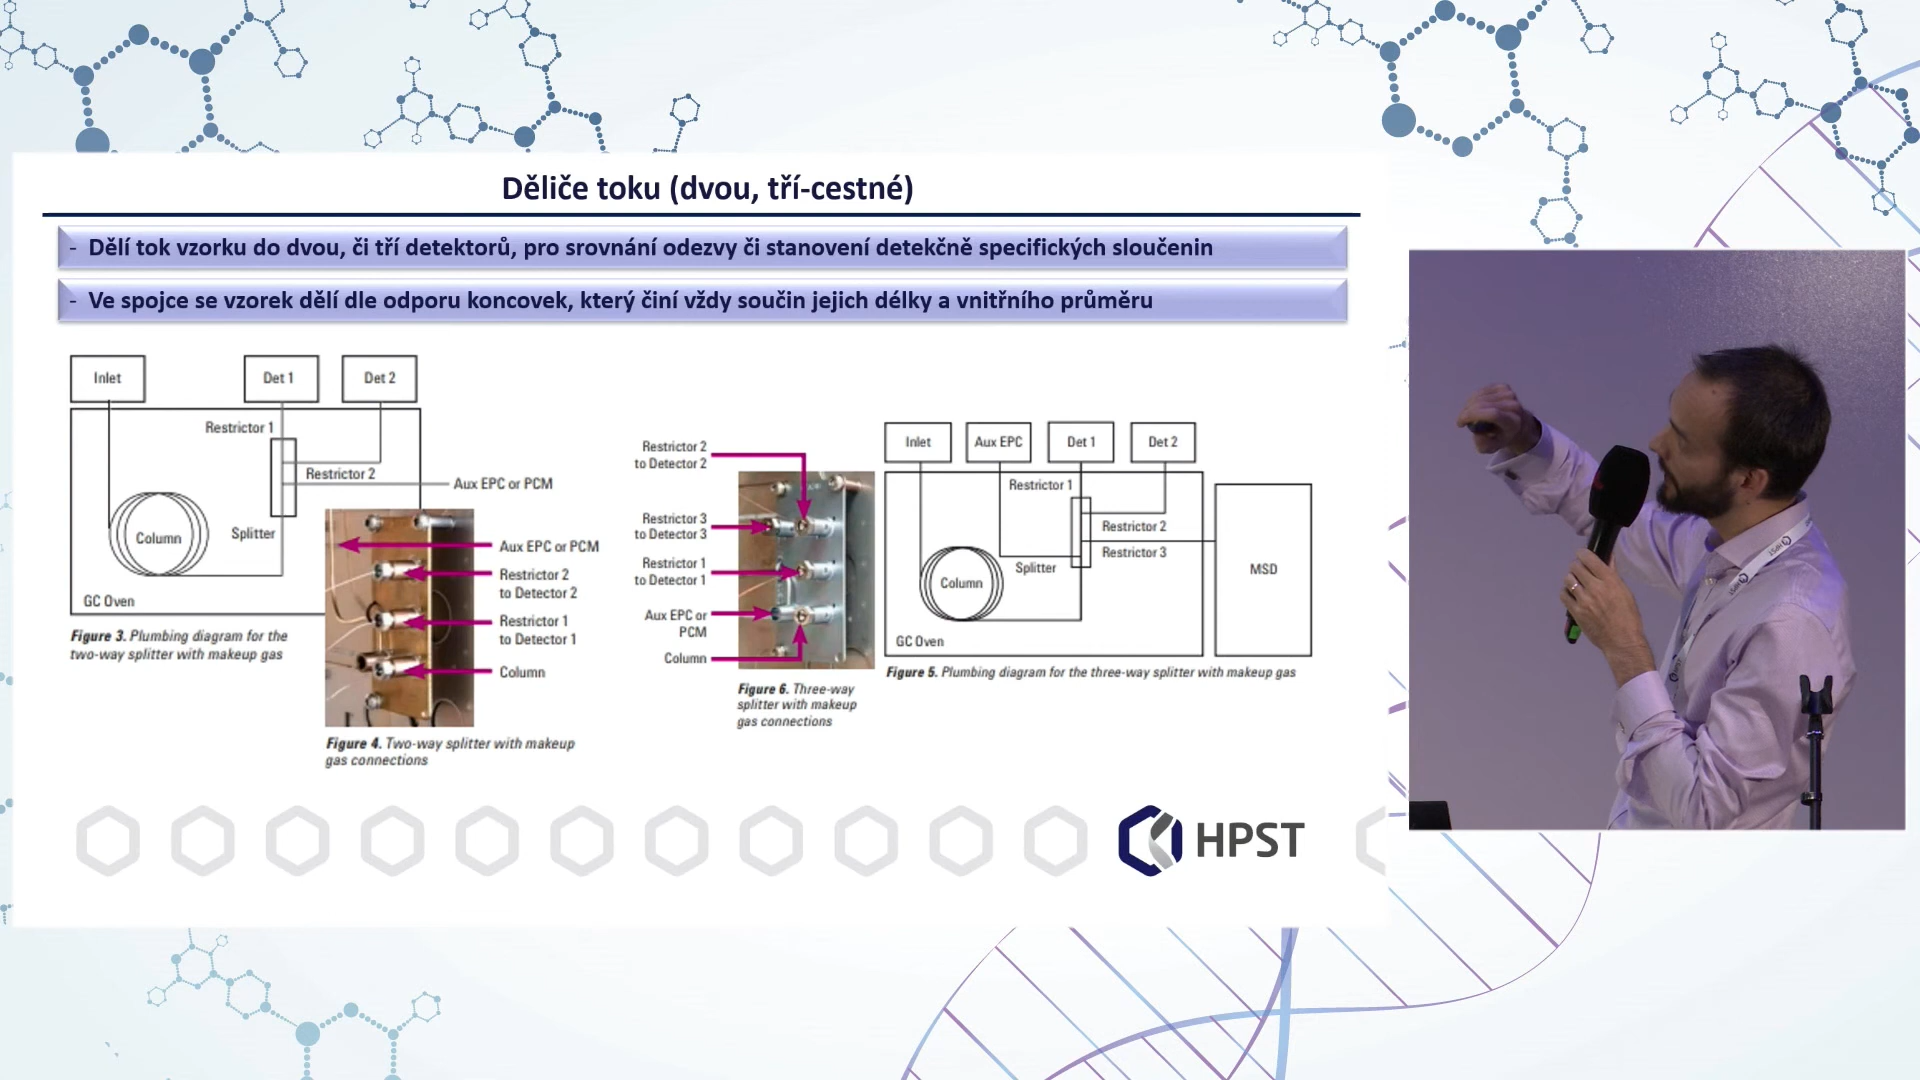 Děliče toku (dvou, tří-cestné)
- Dělí tok vzorku do dvou, či tří detektorů, pro srovnání odezvy či stanovení detekčně specifických sloučenin
- Ve spojce se vzorek dělí dle odporu koncovek, který činí vždy součin jejich délky a vnitřního průměru
Inlet
Det 1
Det 2
Restrictor 1
Restrictor 2
Aux EPC or PCM
Column
Splitter
GC Oven
Figure 3. Plumbing diagram for the
two-way splitter with makeup gas
Aux EPC or PCM
Restrictor 2
to Detector 2
Restrictor 1
to Detector 1
Column
Figure 4. Two-way splitter with makeup
gas connections
Restrictor 2
to Detector 2
Restrictor 3
to Detector 3
Restrictor 1
to Detector 1
Aux EPC or
PCM
Column
Figure 6. Three-way
splitter with makeup
gas connections
Inlet
Aux EPC
Det 1
Det 2
Restrictor 1
Restrictor 2
Restrictor 3
Splitter
Column
MSD
GC Oven
Figure 5. Plumbing diagram for the three-way splitter with makeup gas
HPST
HPST